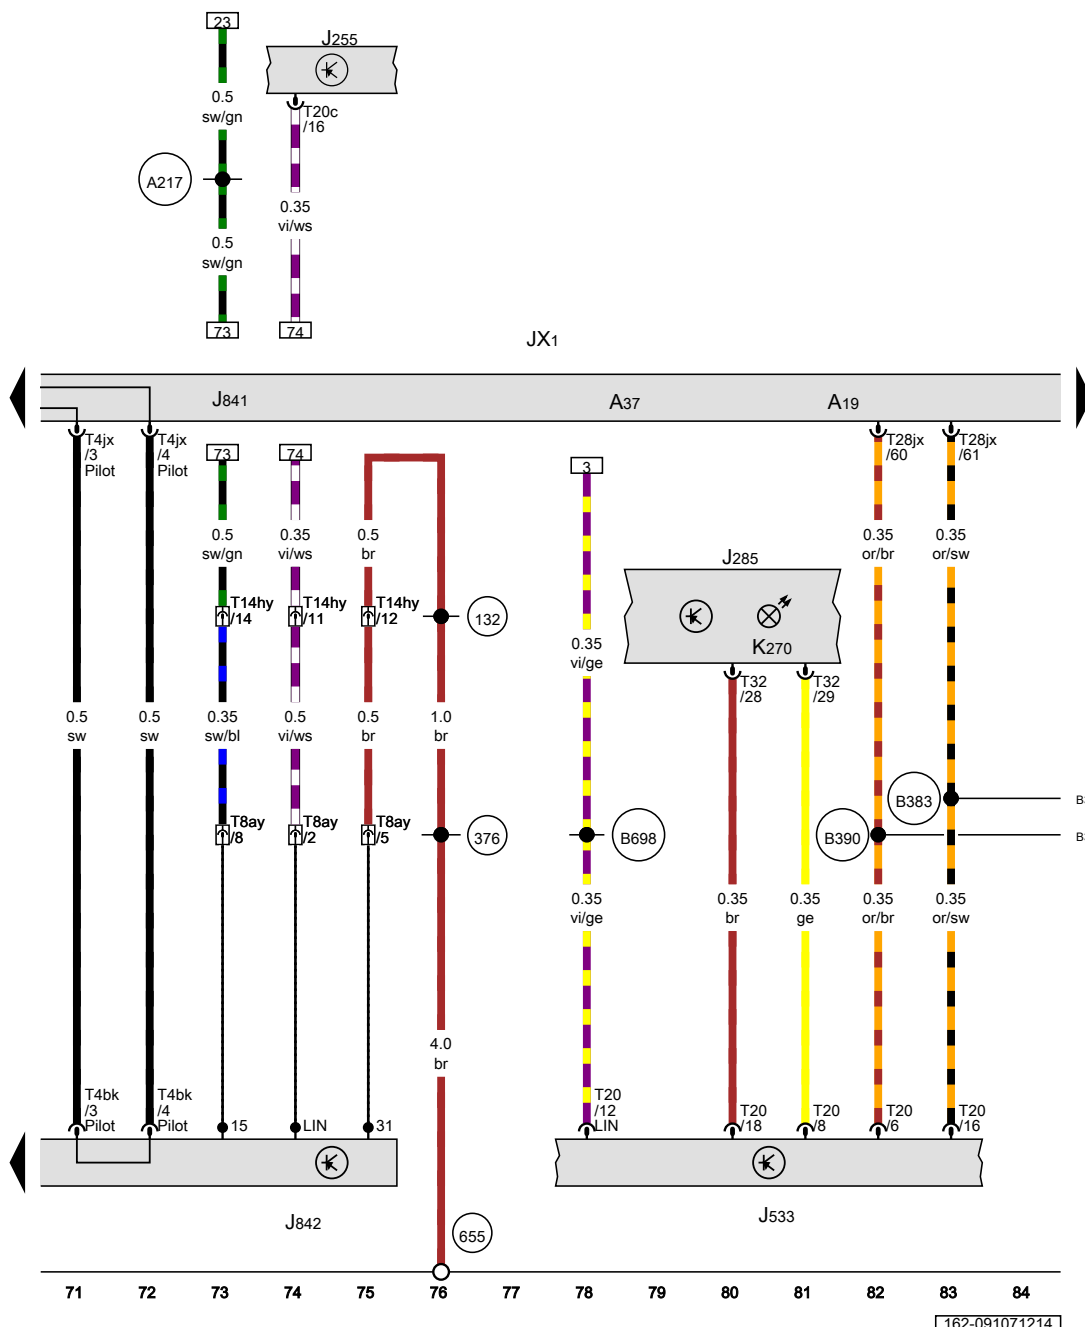 23
J255
0.5
sw/gn
T20c
/16
A217
0.35
vi/ws
0.5
sw/gn
73
74
JX1
J841
A37
A19
T4jx
/3
Pilot
T4jx
/4
Pilot
73
74
3
T28jx
/60
T28jx
/61
0.5
sw/gn
0.35
vi/ws
0.5
br
0.35
or/br
0.35
or/sw
J285
T14hy
/14
T14hy
/11
T14hy
/12
132
K270
0.35
vi/ge
T32
/28
T32
/29
0.5
sw
0.5
sw
0.35
sw/bl
0.5
vi/ws
0.5
br
1.0
br
B383
T8ay
/8
T8ay
/2
T8ay
/5
376
B698
B390
0.35
vi/ge
0.35
br
0.35
ge
0.35
or/br
0.35
or/sw
4.0
br
T4bk
/3
Pilot
T4bk
/4
Pilot
15
LIN
31
T20
/12
LIN
T20
/18
T20
/8
T20
/6
T20
/16
J842
J533
655
71 72 73 74 75 76 77 78 79 80 81 82 83 84
162-091071214